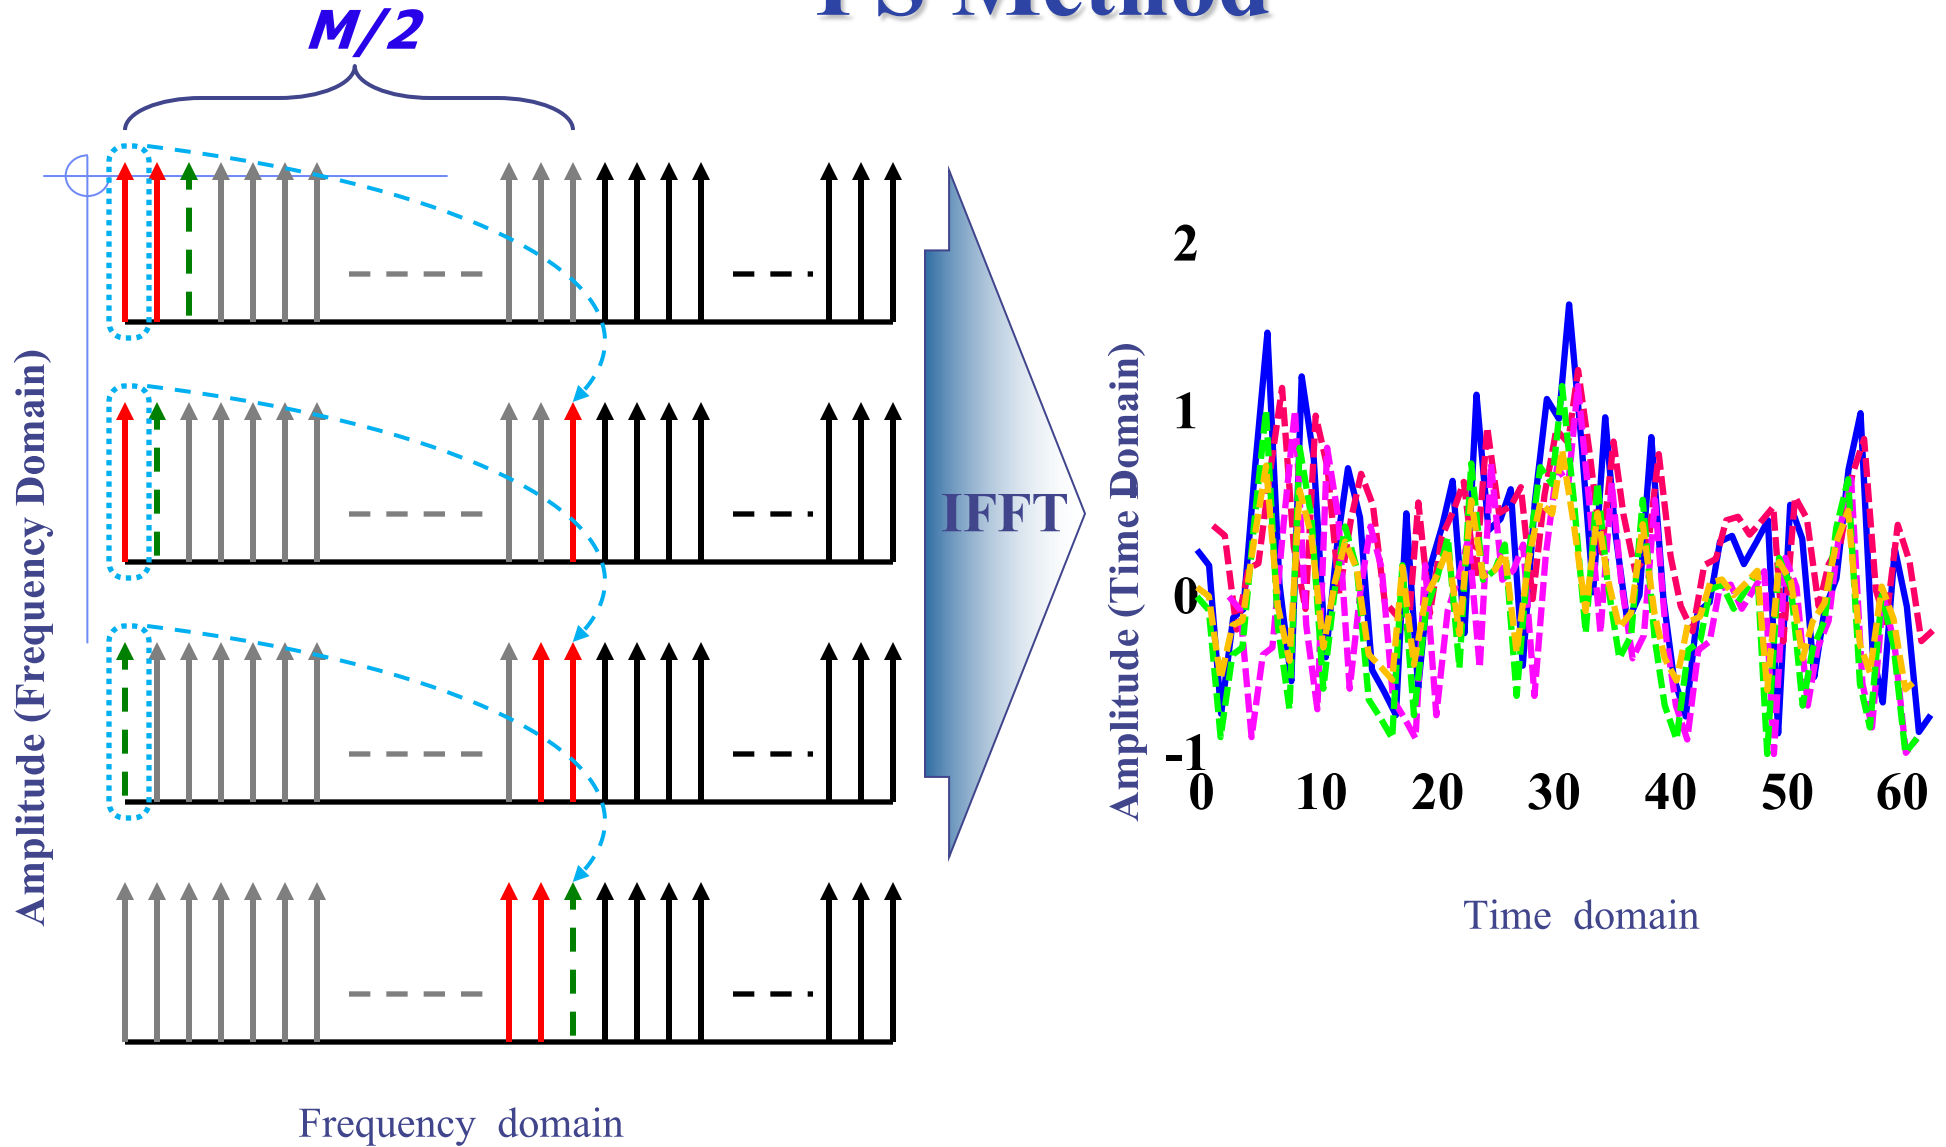 Method
M/2
Amplitude (Frequency Domain)
Frequency domain
IFFT
Amplitude (Time Domain)
2
1
0
-1
0 10 20 30 40 50 60
Time domain